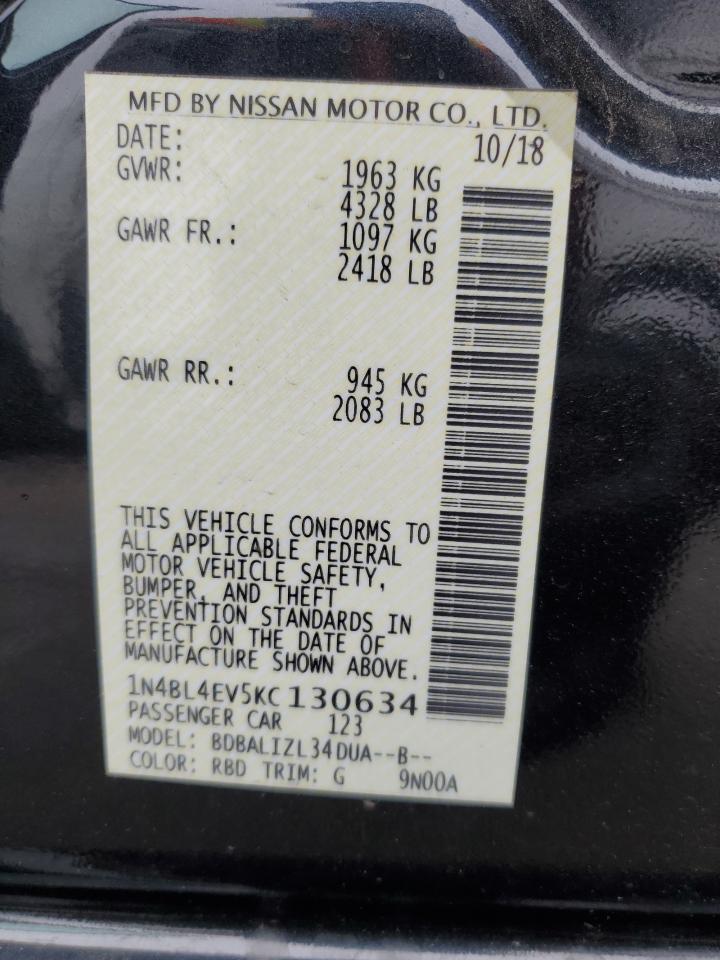 MFD BY NISSAN MOTOR CO., LTD.
DATE: 10/18
GVWR: 1963 KG
4328 LB
GAWR FR.: 1097 KG
2418 LB
GAWR RR.: 945 KG
2083 LB
THIS VEHICLE CONFORMS TO
ALL APPLICABLE FEDERAL
MOTOR VEHICLE SAFETY,
BUMPER, AND THEFT
PREVENTION STANDARDS IN
EFFECT ON THE DATE OF
MANUFACTURE SHOWN ABOVE.
1N4BL4EV5KC130634
PASSENGER CAR 123
MODEL: BDBALIZL34DUA--B--
COLOR: RBD TRIM: G 9N00A